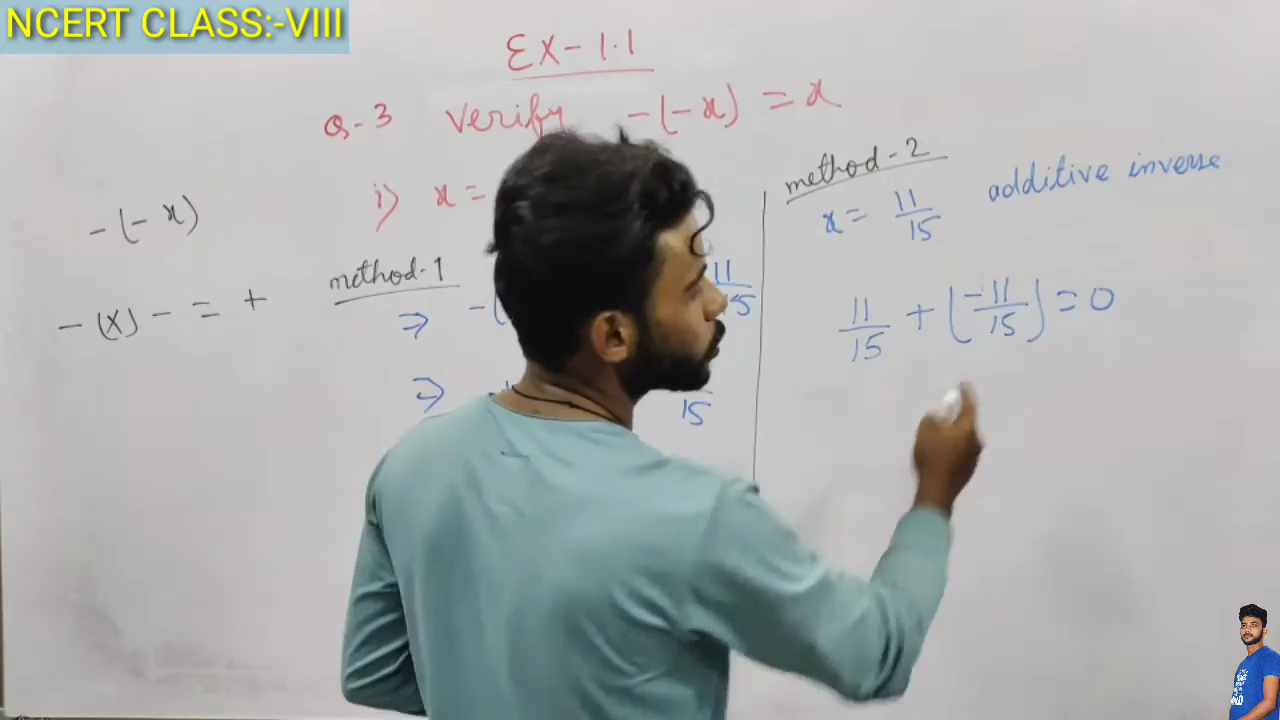 NCERT CLASS:-VIII
Ex-1.1
Q-3 Verify -(-x) = x
i) x =
-(-x)
-(x)- = +
method-1
⇒ -( 11/15
⇒ 15
method-2
x = 11/15 additive inverse
11/15 + (-11/15) = 0